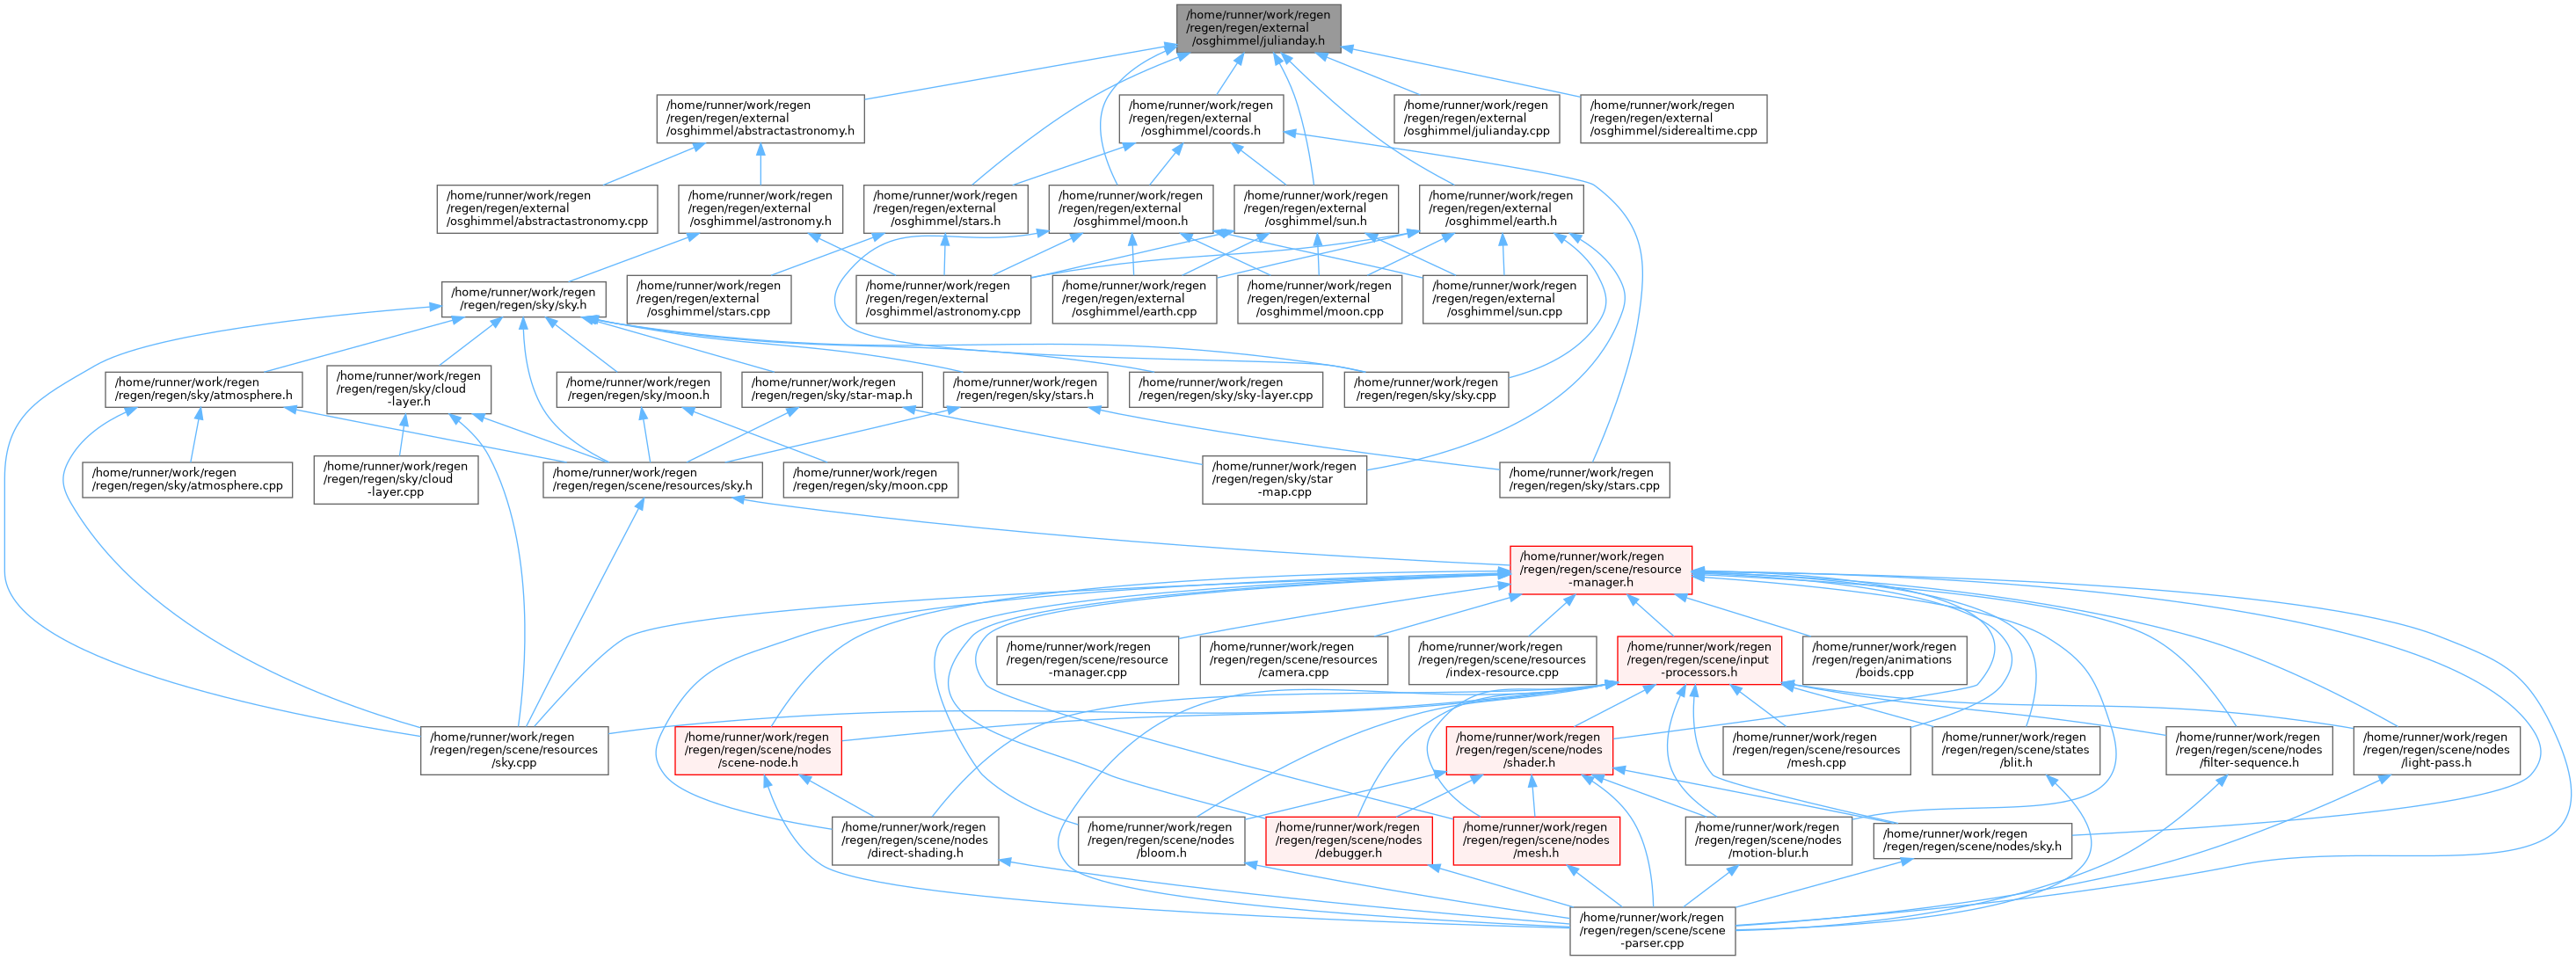 /home/runner/work/regen
/regen/regen/external
/osghimmel/julianday.h
/home/runner/work/regen
/regen/regen/external
/osghimmel/abstractastronomy.h
/home/runner/work/regen
/regen/regen/external
/osghimmel/coords.h
/home/runner/work/regen
/regen/regen/external
/osghimmel/julianday.cpp
/home/runner/work/regen
/regen/regen/external
/osghimmel/siderealtime.cpp
/home/runner/work/regen
/regen/regen/external
/osghimmel/abstractastronomy.cpp
/home/runner/work/regen
/regen/regen/external
/osghimmel/astronomy.h
/home/runner/work/regen
/regen/regen/external
/osghimmel/stars.h
/home/runner/work/regen
/regen/regen/external
/osghimmel/moon.h
/home/runner/work/regen
/regen/regen/external
/osghimmel/sun.h
/home/runner/work/regen
/regen/regen/external
/osghimmel/earth.h
/home/runner/work/regen
/regen/regen/sky/sky.h
/home/runner/work/regen
/regen/regen/external
/osghimmel/stars.cpp
/home/runner/work/regen
/regen/regen/external
/osghimmel/astronomy.cpp
/home/runner/work/regen
/regen/regen/external
/osghimmel/earth.cpp
/home/runner/work/regen
/regen/regen/external
/osghimmel/moon.cpp
/home/runner/work/regen
/regen/regen/external
/osghimmel/sun.cpp
/home/runner/work/regen
/regen/regen/sky/atmosphere.h
/home/runner/work/regen
/regen/regen/sky/cloud
-layer.h
/home/runner/work/regen
/regen/regen/sky/moon.h
/home/runner/work/regen
/regen/regen/sky/star-map.h
/home/runner/work/regen
/regen/regen/sky/stars.h
/home/runner/work/regen
/regen/regen/sky/sky-layer.cpp
/home/runner/work/regen
/regen/regen/sky/sky.cpp
/home/runner/work/regen
/regen/regen/sky/atmosphere.cpp
/home/runner/work/regen
/regen/regen/sky/cloud
-layer.cpp
/home/runner/work/regen
/regen/regen/scene/resources/sky.h
/home/runner/work/regen
/regen/regen/sky/moon.cpp
/home/runner/work/regen
/regen/regen/sky/star
-map.cpp
/home/runner/work/regen
/regen/regen/sky/stars.cpp
/home/runner/work/regen
/regen/regen/scene/resource
-manager.h
/home/runner/work/regen
/regen/regen/scene/resource
-manager.cpp
/home/runner/work/regen
/regen/regen/scene/resources
/camera.cpp
/home/runner/work/regen
/regen/regen/scene/resources
/index-resource.cpp
/home/runner/work/regen
/regen/regen/scene/input
-processors.h
/home/runner/work/regen
/regen/regen/animations
/boids.cpp
/home/runner/work/regen
/regen/regen/scene/resources
/sky.cpp
/home/runner/work/regen
/regen/regen/scene/nodes
/scene-node.h
/home/runner/work/regen
/regen/regen/scene/nodes
/shader.h
/home/runner/work/regen
/regen/regen/scene/resources
/mesh.cpp
/home/runner/work/regen
/regen/regen/scene/states
/blit.h
/home/runner/work/regen
/regen/regen/scene/nodes
/filter-sequence.h
/home/runner/work/regen
/regen/regen/scene/nodes
/light-pass.h
/home/runner/work/regen
/regen/regen/scene/nodes
/direct-shading.h
/home/runner/work/regen
/regen/regen/scene/nodes
/bloom.h
/home/runner/work/regen
/regen/regen/scene/nodes
/debugger.h
/home/runner/work/regen
/regen/regen/scene/nodes
/mesh.h
/home/runner/work/regen
/regen/regen/scene/nodes
/motion-blur.h
/home/runner/work/regen
/regen/regen/scene/nodes/sky.h
/home/runner/work/regen
/regen/regen/scene/scene
-parser.cpp